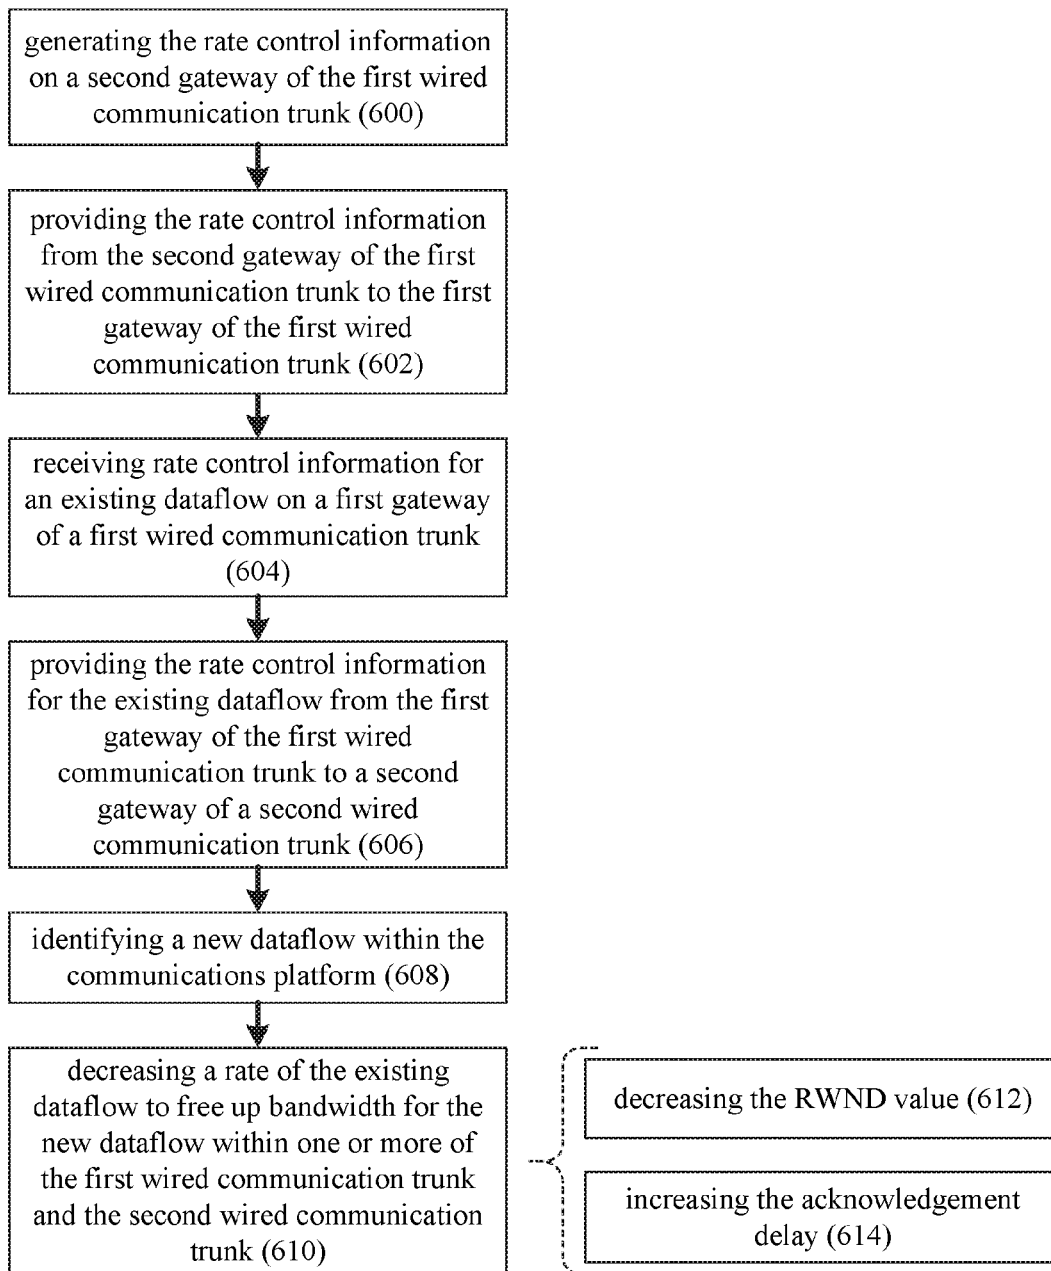 generating the rate control information
on a second gateway of the first wired
communication trunk (600)
providing the rate control information
from the second gateway of the first
wired communication trunk to the first
gateway of the first wired
communication trunk (602)
receiving rate control information for
an existing dataflow on a first gateway
of a first wired communication trunk
(604)
providing the rate control information
for the existing dataflow from the first
gateway of the first wired
communication trunk to a second
gateway of a second wired
communication trunk (606)
identifying a new dataflow within the
communications platform (608)
decreasing a rate of the existing
dataflow to free up bandwidth for the
new dataflow within one or more of
the first wired communication trunk
and the second wired communication
trunk (610)
decreasing the RWND value (612)
increasing the acknowledgement
delay (614)